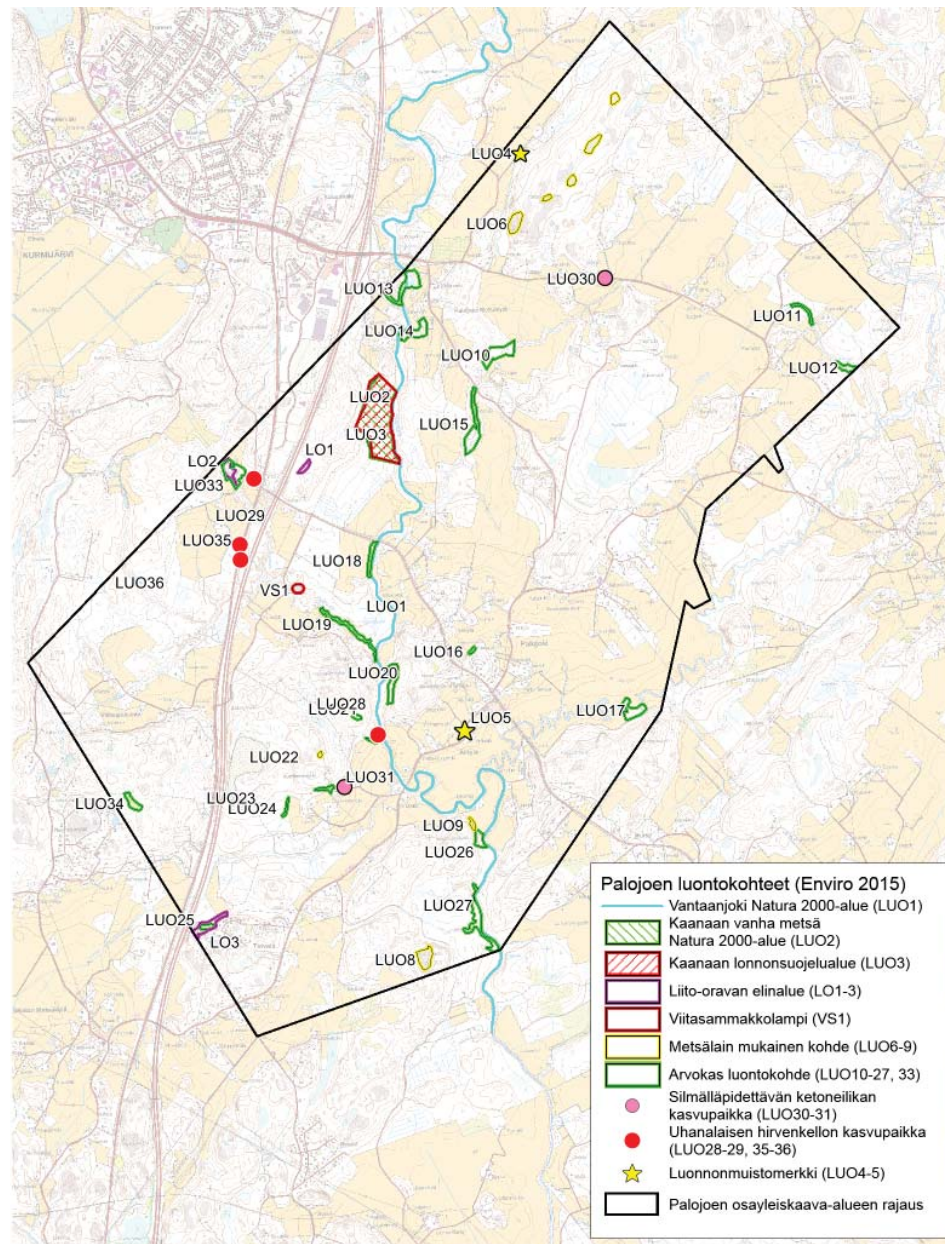 LUO4
LUO6
LUO30
LUO13
LUO11
LUO14
LUO10
LUO12
LUO2
LUO15
LUO3
LO2
LO1
LUO33
LUO29
LUO35
LUO18
LUO36
VS1
LUO1
LUO19
LUO16
LUO20
LUO28
LUO5
LUO17
LUO22
LUO31
LUO34
LUO23
LUO24
LUO9
LUO26
LUO25
LUO27
LO3
LUO8
KURMIJÄRVI
Palojoen luontokohteet (Enviro 2015)
Vantaanjoki Natura 2000-alue (LUO1)
Kaanaan vanha metsä
Natura 2000-alue (LUO2)
Kaanaan lonnonsuojelualue (LUO3)
Liito-oravan elinalue (LO1-3)
Viitasammakkolampi (VS1)
Metsälain mukainen kohde (LUO6-9)
Arvokas luontokohde (LUO10-27, 33)
Silmälläpidettävän ketoneilikan
kasvupaikka (LUO30-31)
Uhanalaisen hirvenkellon kasvupaikka
(LUO28-29, 35-36)
Luonnonmuistomerkki (LUO4-5)
Palojoen osayleiskaava-alueen rajaus